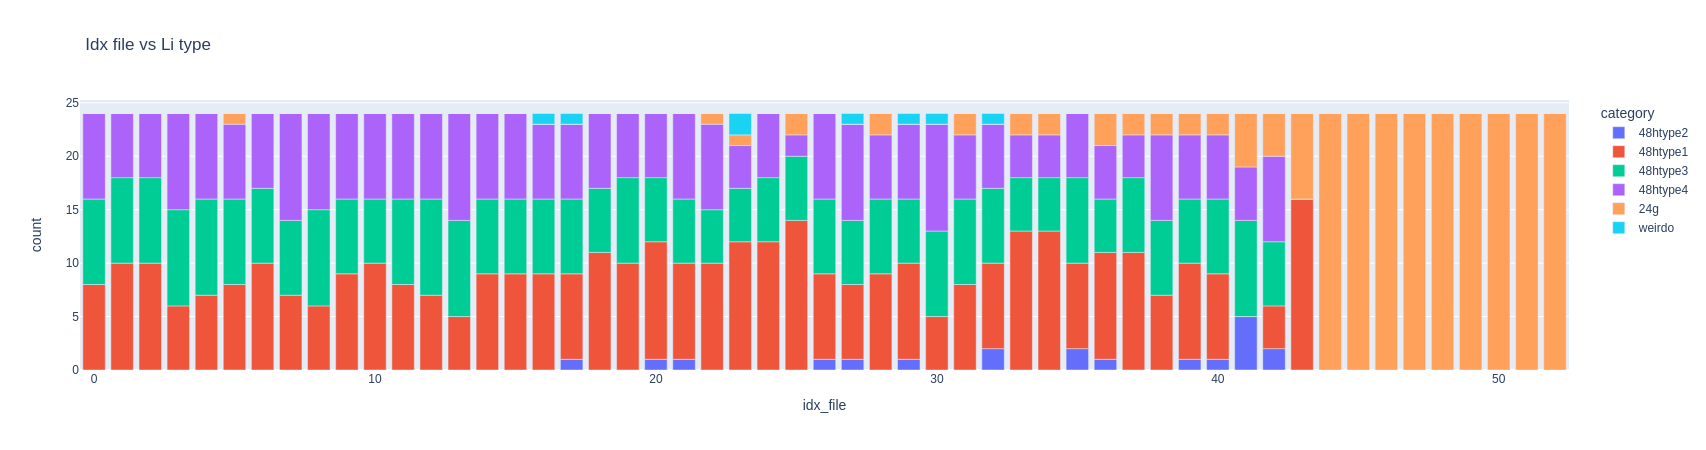 Idx file vs Li type
25
20
15
10
5
0
count
0 10 20 30 40 50
idx_file
category
48htype2
48htype1
48htype3
48htype4
24g
weirdo